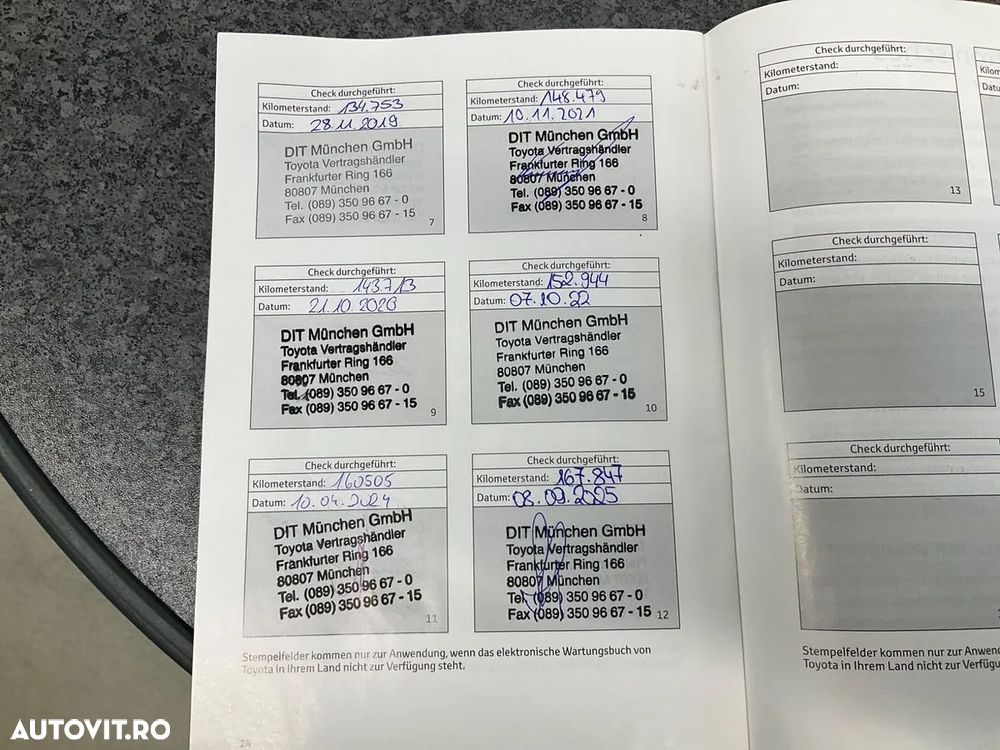 Check durchgeführt:
Kilometerstand: 134.753
Datum: 28.11.2019
DIT München GmbH
Toyota Vertragshändler
Frankfurter Ring 166
80807 München
Tel. (089) 350 96 67 - 0
Fax (089) 350 96 67 - 15
7
Check durchgeführt:
Kilometerstand: 148.479
Datum: 10.11.2021
DIT München GmbH
Toyota Vertragshändler
Frankfurter Ring 166
80807 München
Tel. (089) 350 96 67 - 0
Fax (089) 350 96 67 - 15
8
Check durchgeführt:
Kilometerstand: 143.713
Datum: 21.10.2020
DIT München GmbH
Toyota Vertragshändler
Frankfurter Ring 166
80807 München
Tel. (089) 350 96 67 - 0
Fax (089) 350 96 67 - 15
9
Check durchgeführt:
Kilometerstand: 152.944
Datum: 07.10.22
DIT München GmbH
Toyota Vertragshändler
Frankfurter Ring 166
80807 München
Tel. (089) 350 96 67 - 0
Fax (089) 350 96 67 - 15
10
Check durchgeführt:
Kilometerstand: 160505
Datum: 10.04.2024
DIT München GmbH
Toyota Vertragshändler
Frankfurter Ring 166
80807 München
Tel. (089) 350 96 67 - 0
Fax (089) 350 96 67 - 15
11
Check durchgeführt:
Kilometerstand: 167.847
Datum: 08.09.2025
DIT München GmbH
Toyota Vertragshändler
Frankfurter Ring 166
80807 München
Tel. (089) 350 96 67 - 0
Fax (089) 350 96 67 - 15
12
Stempelfelder kommen nur zur Anwendung, wenn das elektronische Wartungsbuch von
Toyota in Ihrem Land nicht zur Verfügung steht.
24
Check durchgeführt:
Kilometerstand:
Datum:
13
Check durchgeführt:
Kilometerstand:
Datum:
15
Check durchgeführt:
Kilometerstand:
Datum:
Stempelfelder kommen nur zur
Toyota in Ihrem Land nicht zur
AUTOVIT.RO